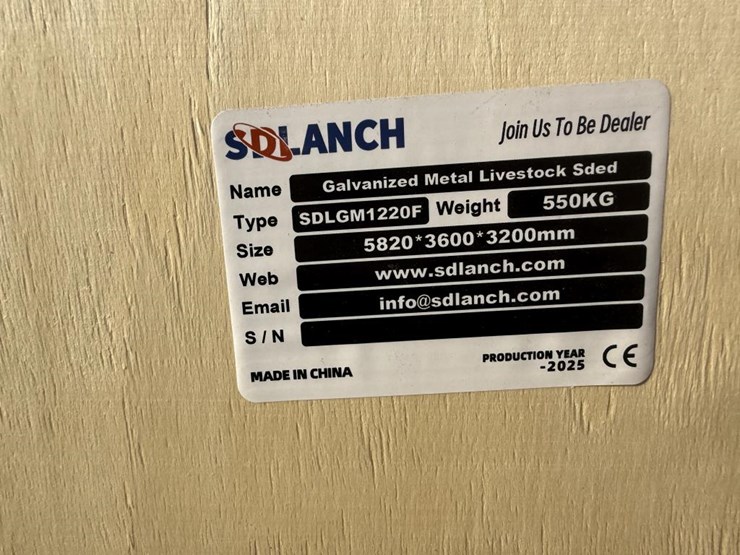 SDLANCH
Join Us To Be Dealer
Name Galvanized Metal Livestock Sded
Type SDLGM1220F Weight 550KG
Size 5820*3600*3200mm
Web www.sdlanch.com
Email info@sdlanch.com
S/N
MADE IN CHINA
PRODUCTION YEAR
-2025
CE